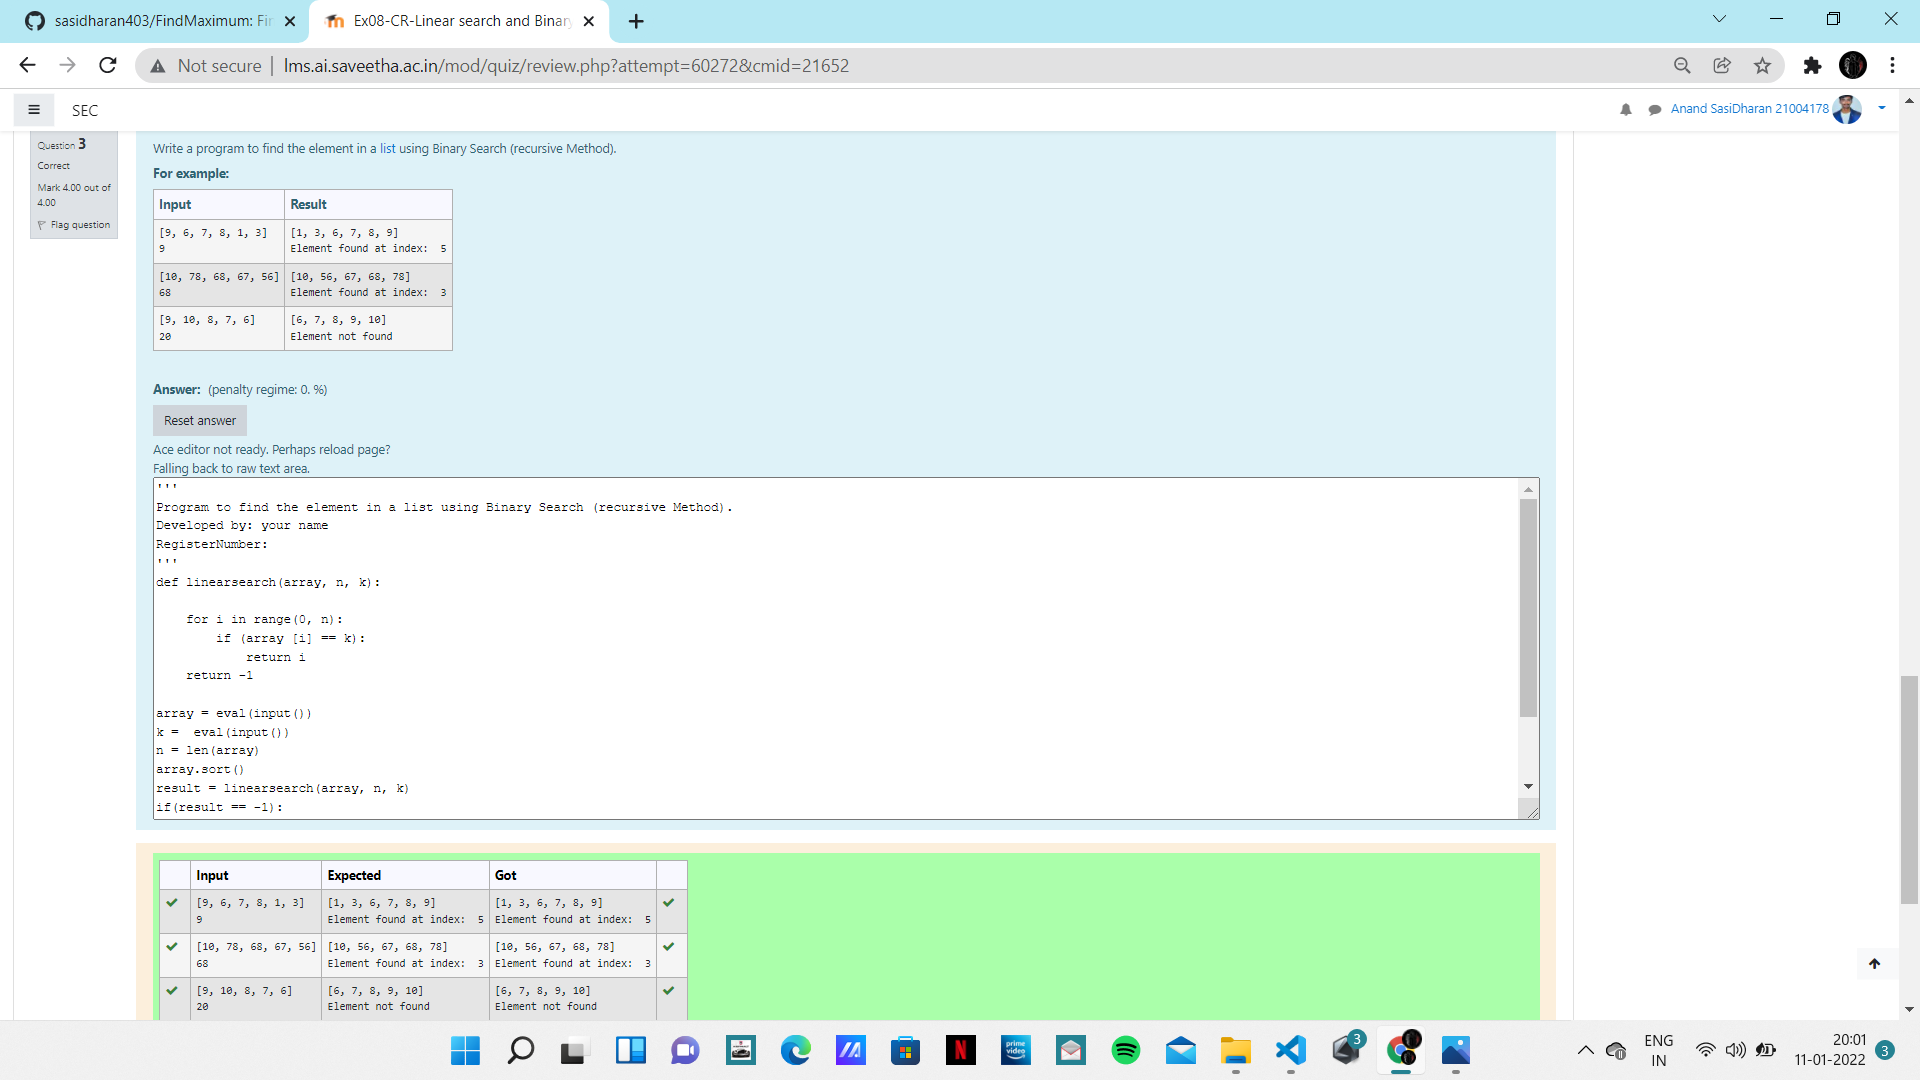 sasidharan403/FindMaximum: Fin
Ex08-CR-Linear search and Binary
Not secure | lms.ai.saveetha.ac.in/mod/quiz/review.php?attempt=60272&cmid=21652
SEC
Anand SasiDharan 21004178
Question 3
Correct
Mark 4.00 out of
4.00
Flag question
Write a program to find the element in a list using Binary Search (recursive Method).
For example:
Input Result
[9, 6, 7, 8, 1, 3] [1, 3, 6, 7, 8, 9]
9 Element found at index:  5
[10, 78, 68, 67, 56] [10, 56, 67, 68, 78]
68 Element found at index:  3
[9, 10, 8, 7, 6] [6, 7, 8, 9, 10]
20 Element not found
Answer: (penalty regime: 0. %)
Reset answer
Ace editor not ready. Perhaps reload page?
Falling back to raw text area.
'''
Program to find the element in a list using Binary Search (recursive Method).
Developed by: your name
RegisterNumber:
'''
def linearsearch(array, n, k):
    for i in range(0, n):
        if (array [i] == k):
            return i
    return -1
array = eval(input())
k =  eval(input())
n = len(array)
array.sort()
result = linearsearch(array, n, k)
if(result == -1):
Input Expected Got
[9, 6, 7, 8, 1, 3] [1, 3, 6, 7, 8, 9] [1, 3, 6, 7, 8, 9]
9 Element found at index:  5 Element found at index:  5
[10, 78, 68, 67, 56] [10, 56, 67, 68, 78] [10, 56, 67, 68, 78]
68 Element found at index:  3 Element found at index:  3
[9, 10, 8, 7, 6] [6, 7, 8, 9, 10] [6, 7, 8, 9, 10]
20 Element not found Element not found
prime video
N
3
ENG
IN
20:01
11-01-2022
3